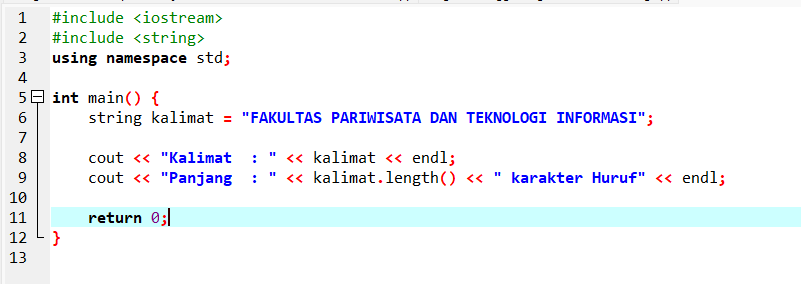 1 #include <iostream>
2 #include <string>
3 using namespace std;
4
5 int main() {
6 string kalimat = "FAKULTAS PARIWISATA DAN TEKNOLOGI INFORMASI";
7
8 cout << "Kalimat  : " << kalimat << endl;
9 cout << "Panjang  : " << kalimat.length() << " karakter Huruf" << endl;
10
11 return 0;
12 }
13